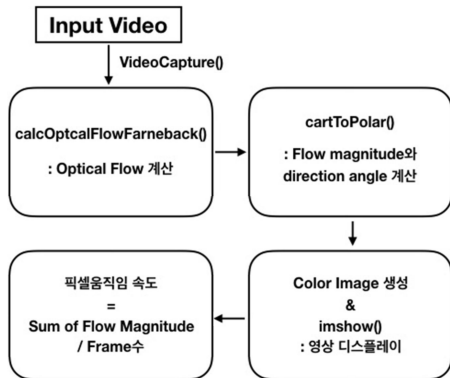 Input Video
VideoCapture()
calcOptcalFlowFarneback()
: Optical Flow 계산
cartToPolar()
: Flow magnitude와
direction angle 계산
Color Image 생성
&
imshow()
: 영상 디스플레이
픽셀움직임 속도
=
Sum of Flow Magnitude
/ Frame수